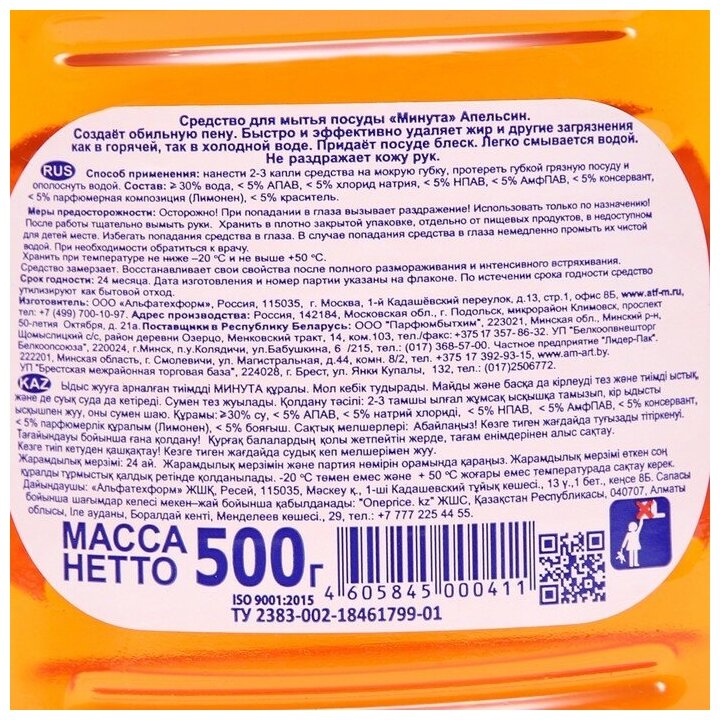 Средство для мытья посуды «Минута» Апельсин.
Создаёт обильную пену. Быстро и эффективно удаляет жир и другие загрязнения
как в горячей, так в холодной воде. Придаёт посуде блеск. Легко смывается водой.
Не раздражает кожу рук.
RUS Способ применения: нанести 2-3 капли средства на мокрую губку, протереть губкой грязную посуду и
ополоснуть водой. Состав: ≥ 30% вода, < 5% АПАВ, < 5% хлорид натрия, < 5% НПАВ, < 5% АмфПАВ, < 5% консервант,
< 5% парфюмерная композиция (Лимонен), < 5% краситель.
Меры предосторожности: Осторожно! При попадании в глаза вызывает раздражение! Использовать только по назначению!
После работы тщательно вымыть руки. Хранить в плотно закрытой упаковке, отдельно от пищевых продуктов, в недоступном
для детей месте. Избегать попадания средства в глаза. В случае попадания средства в глаза немедленно промыть их чистой
водой. При необходимости обратиться к врачу.
Хранить при температуре не ниже –20 °С и не выше +50 °С.
Средство замерзает. Восстанавливает свои свойства после полного размораживания и интенсивного встряхивания.
Срок годности: 24 месяца. Дата изготовления и номер партии указаны на флаконе. По истечении срока годности средство
утилизируют как бытовой отход.
Изготовитель: ООО «Альфатехформ», Россия, 115035, г. Москва, 1-й Кадашёвский переулок, д.13, стр.1, офис 8Б, www.atf-m.ru,
тел: +7 (499) 700-10-97. Адрес производства: Россия, 142184, Московская обл., г. Подольск, микрорайон Климовск, проспект
50-летия Октября, д. 21а. Поставщики в Республику Беларусь: ООО "Парфюмбытхим", 223021, Минская обл., Минский р-н,
Щомыслицкий с/с, район деревни Озерцо, Менковский тракт, 14, ком.103, тел./факс: +375 17 357-86-32. УП "Белкоопвнешторг
Белкоопсоюза", 220024, г.Минск, п.у.Колядичи, ул.Бабушкина, 6 /215, тел.: (017) 368-57-00. Частное предприятие "Лидер-Пак".
222201, Минская область, г. Смолевичи, ул. Магистральная, д.44, комн. 8/2, тел. +375 17 392-93-15, www.am-art.by.
УП "Брестская межрайонная торговая база", 224028, г. Брест, ул. Янки Купалы, 132, тел.: (017)2506772.
KAZ Ыдыс жууға арналған тиімдді МИНУТА құралы. Мол кебік тудырады. Майды және басқа да кірлеуді тез және тиімді ыстық
және де суық суда да кетіреді. Сумен тез жуылады. Қолдану тәсілі: 2-3 тамшы ылғал жұмсақ ысқышқа тамызып, кір ыдысты
ысқышпен жуу, оны сумен шаю. Құрамы: ≥30% су, < 5% АПАВ, < 5% натрий хлориді, < 5% НПАВ, < 5% АмфПАВ, < 5% консервант,
< 5% парфюмерлік құралым (Лимонен), < 5% бояғыш. Сақтық мелшерлері: Абайлаңыз! Көзге тиген жағдайда тузайды тітіркенуі.
Тағайындауы бойынша ғана қолдану! Құрғақ балалардың қолы жетпейтін жерде, тағам өнімдерінен алыс сақтау.
Көзге тиіп кетуден қашқақтау! Көзге тиген жағдайда судың көп мелшерімен жуу.
Жарамдылық мерзімі: 24 ай. Жарамдылық мерзімін және партия нөмірін орамында қараңыз. Жарамдылық мерзімі өткен соң
құралды тұрмыстық қалдық ретінде қолданылады. -20 °С төмен емес және + 50 °С жоғары емес температурада сақтау керек.
Дайындаушы: «Альфатехформ» ЖШҚ, Ресей, 115035, Мәскеу қ., 1-ші Кадашевский тұйық көшесі, 13 ү.,1 бет., кеңсе 8Б. Сапасы
бойынша шағымдар келесі мекен–жай бойынша қабылданады: "Oneprice. kz" ЖШС, Қазақстан Республикасы, 040707, Алматы
облысы, Іле ауданы, Боралдай кенті, Менделеев көшесі., 29, тел.: +7 777 225 44 55.
МАССА
НЕТТО 500г
ISO 9001:2015
4 605845 000411
ТУ 2383-002-18461799-01
XL